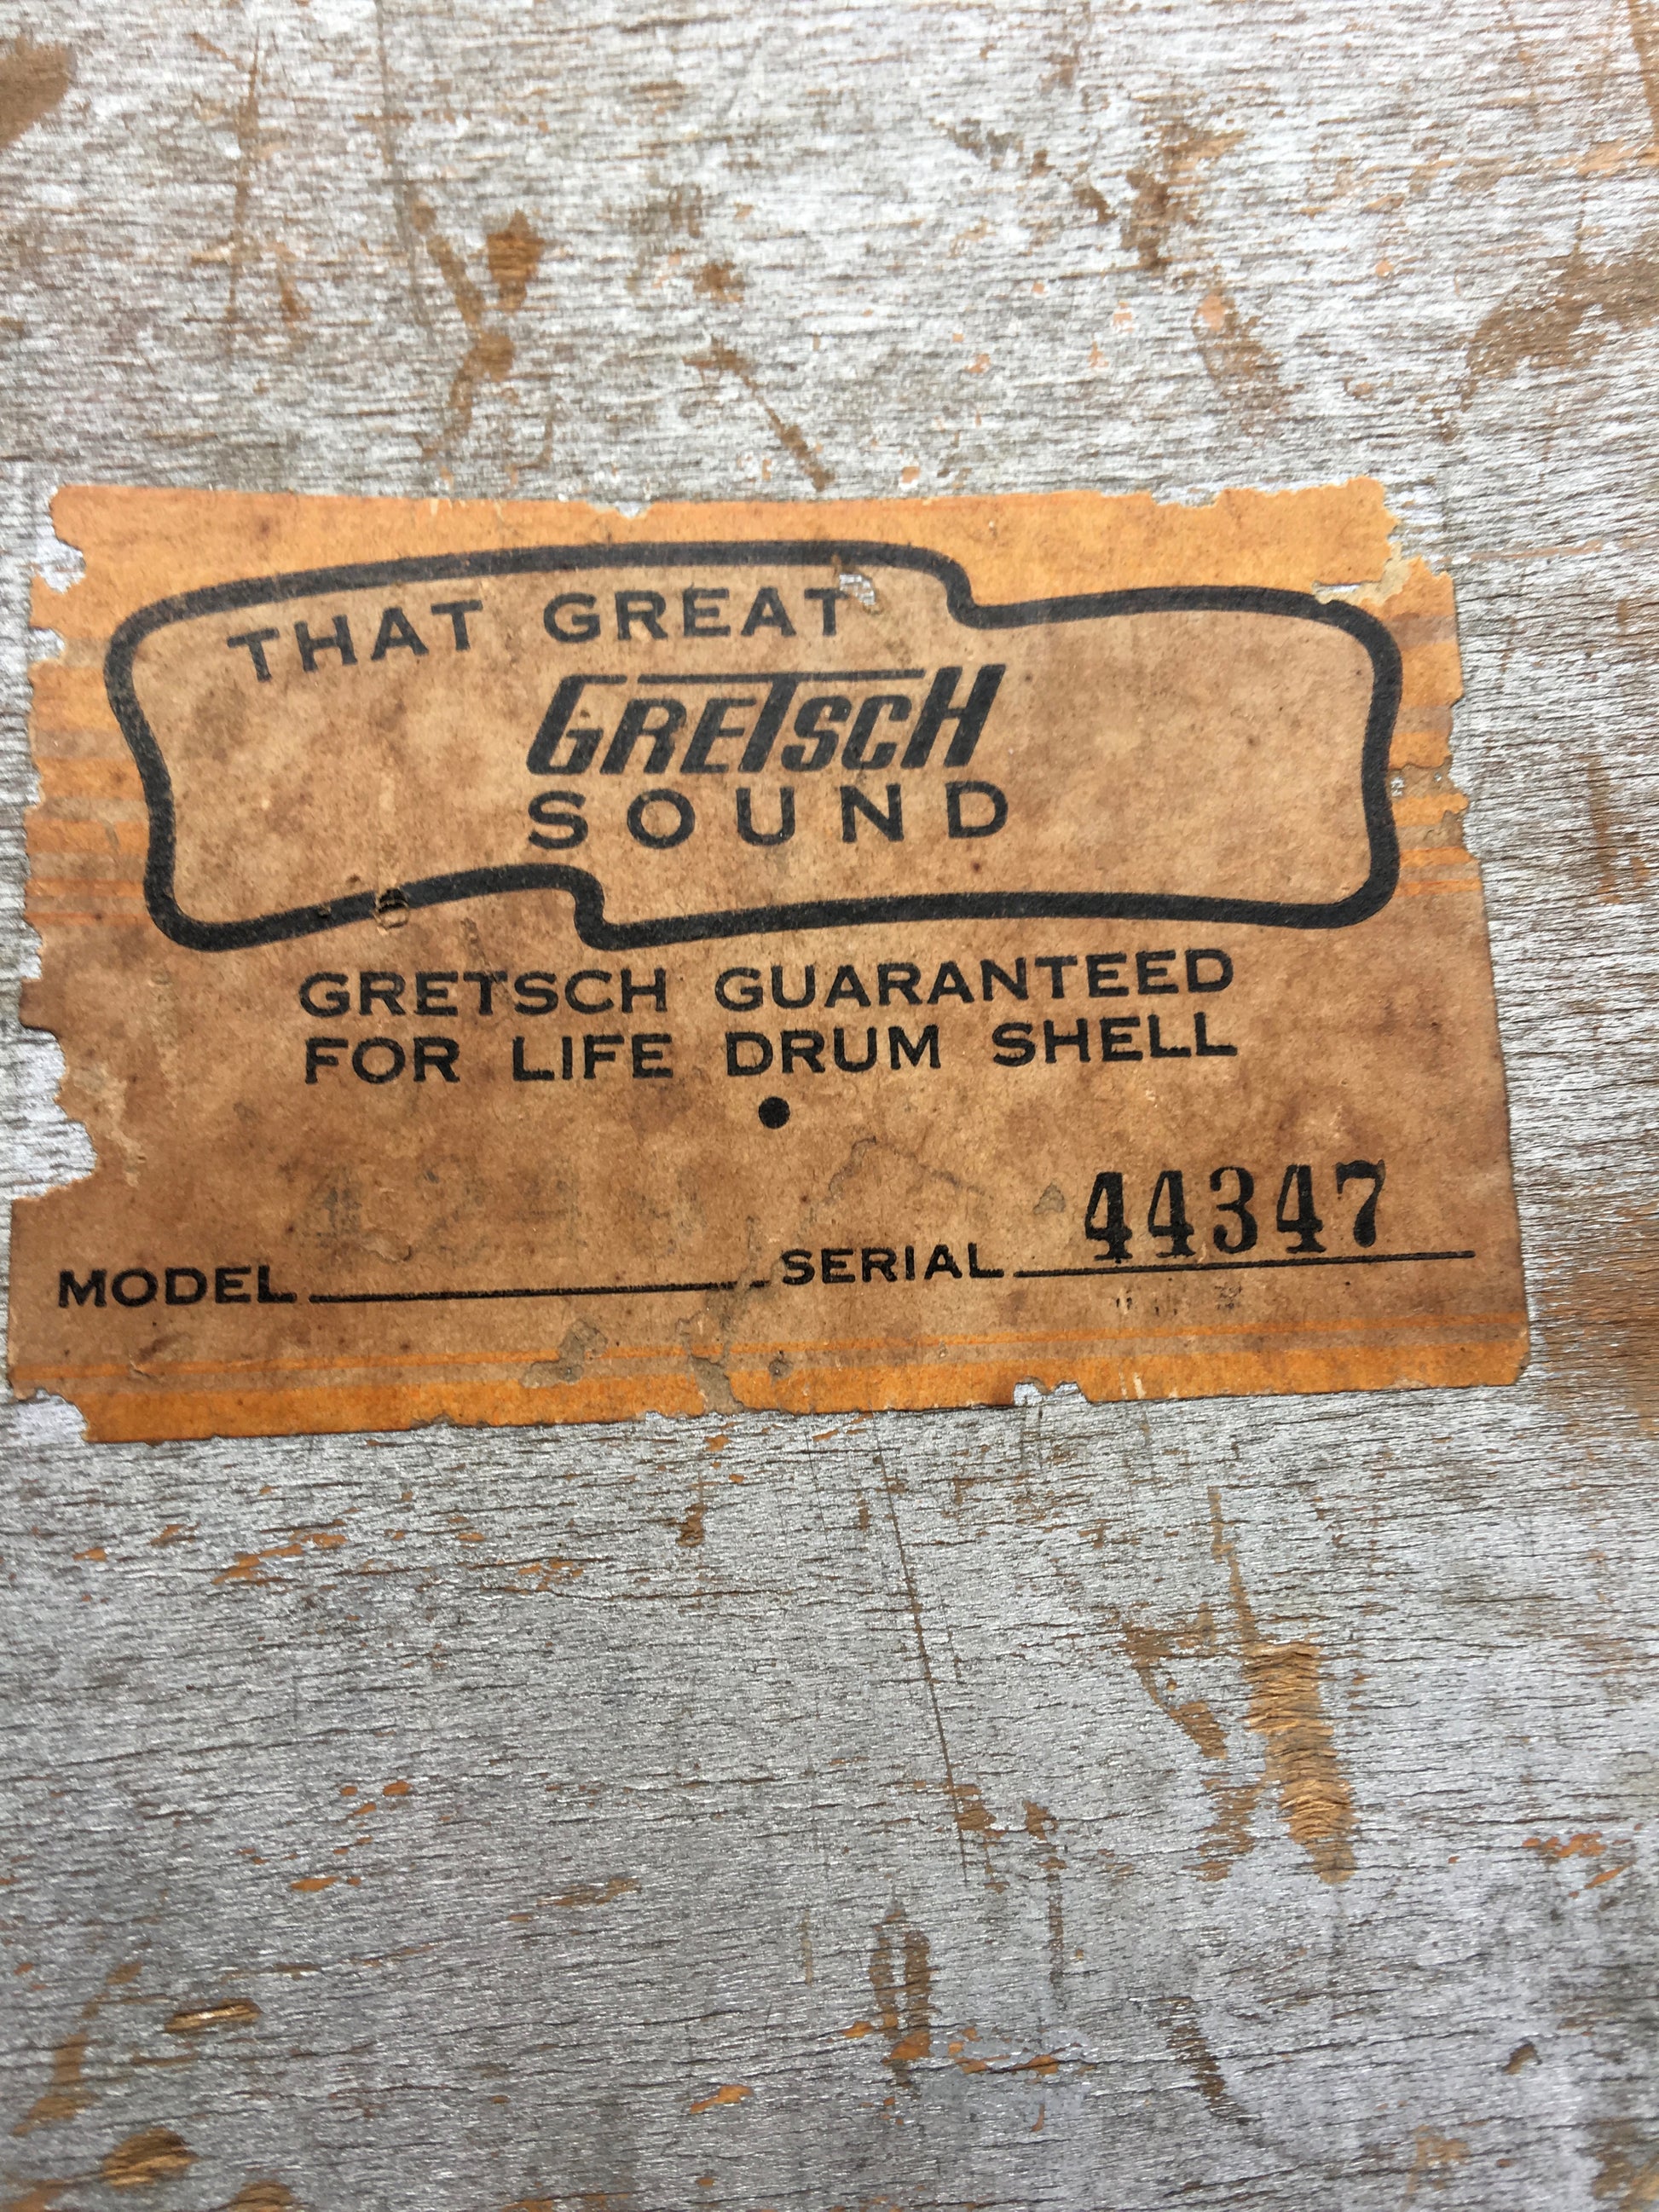 THAT GREAT
GRETSCH
SOUND
GRETSCH GUARANTEED
FOR LIFE DRUM SHELL
MODEL SERIAL 44347